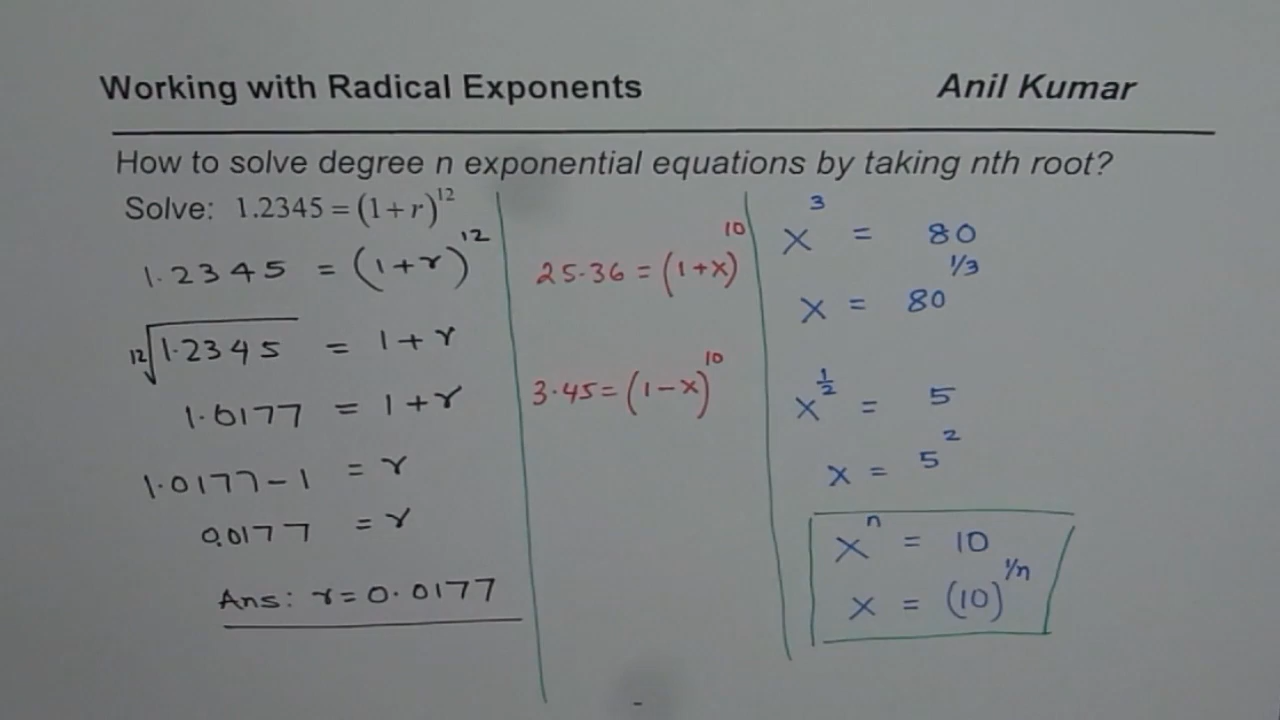 Working with Radical Exponents Anil Kumar
How to solve degree n exponential equations by taking nth root?
Solve: 1.2345 = (1+r)^12
1.2345 = (1+r)^12
12√1.2345 = 1+r
1.0177 = 1+r
1.0177-1 = r
0.0177 = r
Ans: r=0.0177
25.36 = (1+x)^10
3.45 = (1-x)^10
x^3 = 80
x = 80^1/3
x^1/2 = 5
x = 5^2
x^n = 10
x = (10)^1/n